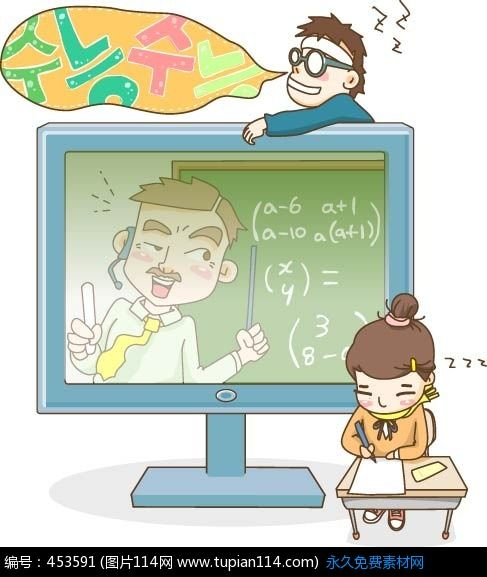 수능수능
z z z
a-6 a+1
a-10 a(a+1)
(x
y) =
(3
8-
z z z
编号：453591 (图片114网 www.tupian114.com) 永久免费素材网